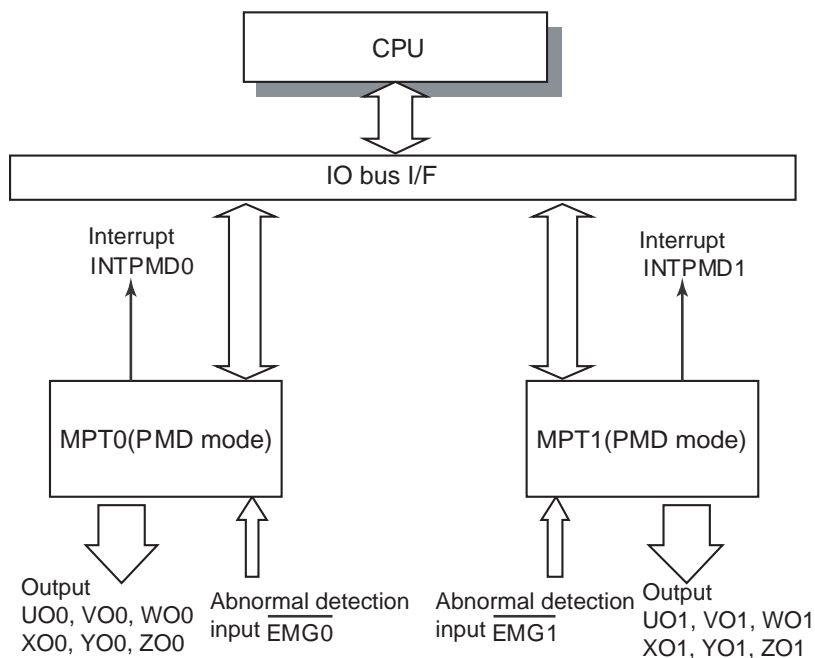 CPU
IO bus I/F
Interrupt
INTPMD0
Interrupt
INTPMD1
MPT0(PMD mode)
MPT1(PMD mode)
Output
UO0, VO0, WO0
XO0, YO0, ZO0
Abnormal detection
input EMG0
Abnormal detection
input EMG1
Output
UO1, VO1, WO1
XO1, YO1, ZO1